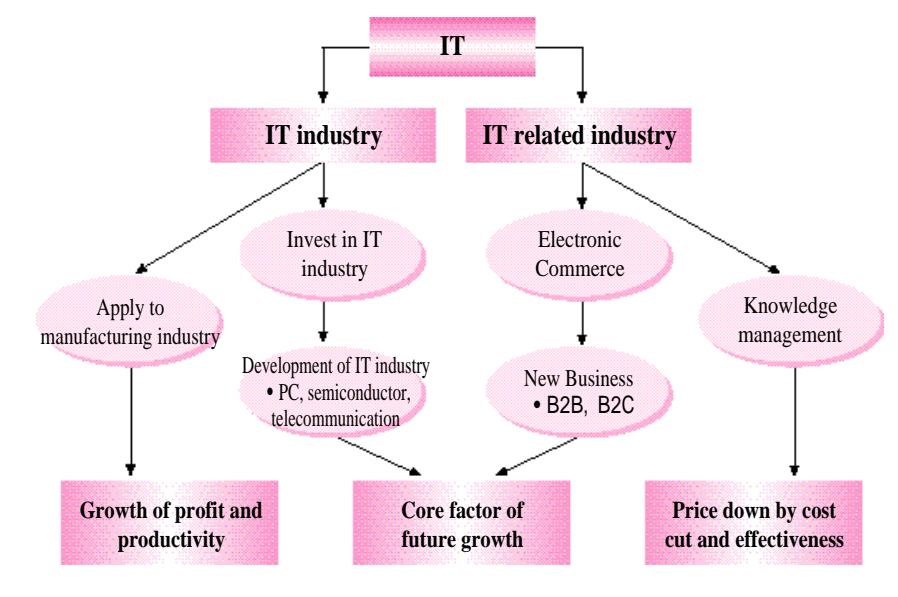 IT
IT industry
IT related industry
Invest in IT
industry
Electronic
Commerce
Apply to
manufacturing industry
Knowledge
management
Development of IT industry
• PC, semiconductor,
telecommunication
New Business
• B2B, B2C
Growth of profit and
productivity
Core factor of
future growth
Price down by cost
cut and effectiveness